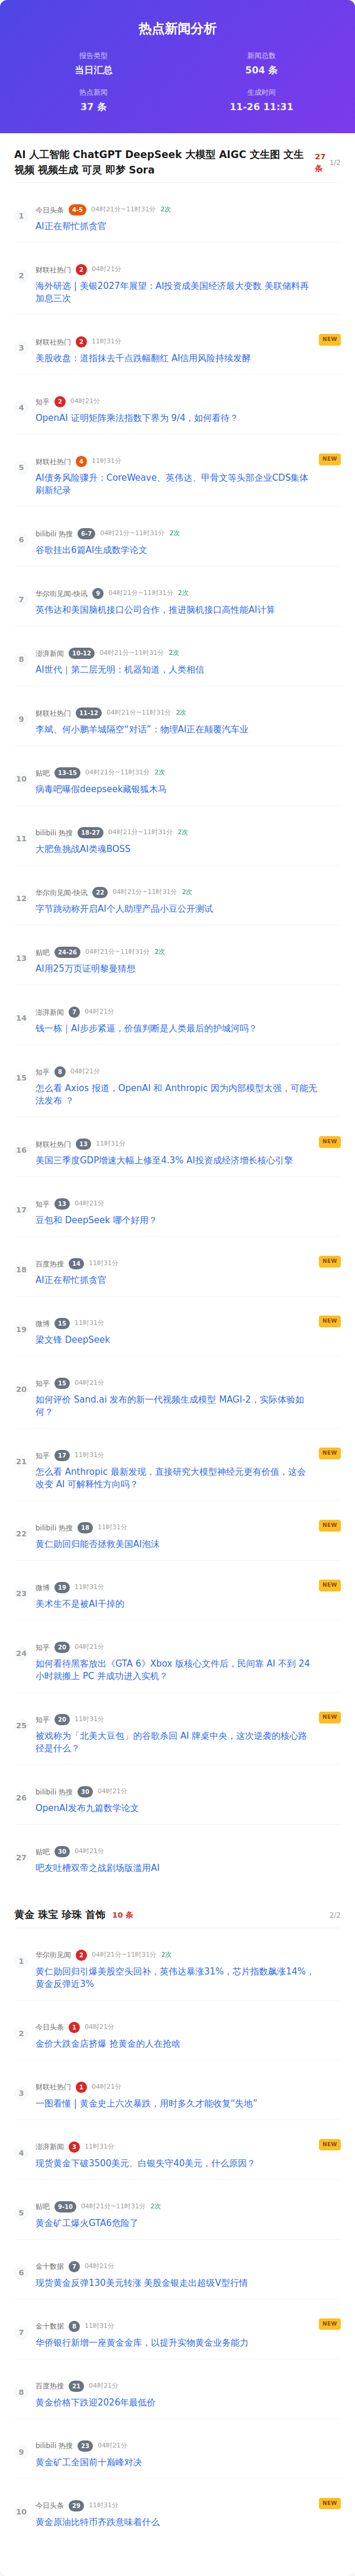 热点新闻分析
报告类型
当日汇总
新闻总数
504 条
热点新闻
37 条
生成时间
11-26 11:31
AI 人工智能 ChatGPT DeepSeek 大模型 AIGC 文生图 文生
视频 视频生成 可灵 即梦 Sora
27
条
1/2
1
今日头条 4-5 04时21分~11时31分 2次
AI正在帮忙抓贪官
2
财联社热门 2 04时21分
海外研选 | 美银2027年展望：AI投资成美国经济最大变数 美联储料再
加息三次
3
财联社热门 2 11时31分
NEW
美股收盘：道指抹去千点跌幅翻红 AI信用风险持续发酵
4
知乎 2 04时21分
OpenAI 证明矩阵乘法指数下界为 9/4，如何看待？
5
财联社热门 4 11时31分
NEW
AI债务风险骤升：CoreWeave、英伟达、甲骨文等头部企业CDS集体
刷新纪录
6
bilibili 热搜 6-7 04时21分~11时31分 2次
谷歌挂出6篇AI生成数学论文
7
华尔街见闻-快讯 9 04时21分~11时31分 2次
英伟达和美国脑机接口公司合作，推进脑机接口高性能AI计算
8
澎湃新闻 10-12 04时21分~11时31分 2次
AI世代｜第二层无明：机器知道，人类相信
9
财联社热门 11-12 04时21分~11时31分 2次
李斌、何小鹏羊城隔空“对话”：物理AI正在颠覆汽车业
10
贴吧 13-15 04时21分~11时31分 2次
病毒吧曝假deepseek藏银狐木马
11
bilibili 热搜 18-27 04时21分~11时31分 2次
大肥鱼挑战AI类魂BOSS
12
华尔街见闻-快讯 22 04时21分~11时31分 2次
字节跳动称开启AI个人助理产品小豆公开测试
13
贴吧 24-26 04时21分~11时31分 2次
AI用25万页证明黎曼猜想
14
澎湃新闻 7 04时21分
钱一栋｜AI步步紧逼，价值判断是人类最后的护城河吗？
15
知乎 8 04时21分
怎么看 Axios 报道，OpenAI 和 Anthropic 因为内部模型太强，可能无
法发布 ？
16
财联社热门 13 11时31分
NEW
美国三季度GDP增速大幅上修至4.3% AI投资成经济增长核心引擎
17
知乎 13 04时21分
豆包和 DeepSeek 哪个好用？
18
百度热搜 14 11时31分
NEW
AI正在帮忙抓贪官
19
微博 15 11时31分
NEW
梁文锋 DeepSeek
20
知乎 15 04时21分
如何评价 Sand.ai 发布的新一代视频生成模型 MAGI-2，实际体验如
何？
21
知乎 17 11时31分
NEW
怎么看 Anthropic 最新发现，直接研究大模型神经元更有价值，这会
改变 AI 可解释性方向吗？
22
bilibili 热搜 18 11时31分
NEW
黄仁勋回归能否拯救美国AI泡沫
23
微博 19 11时31分
NEW
美术生不是被AI干掉的
24
知乎 20 04时21分
如何看待黑客放出《GTA 6》Xbox 版核心文件后，民间靠 AI 不到 24
小时就搬上 PC 并成功进入实机？
25
知乎 20 11时31分
NEW
被戏称为「北美大豆包」的谷歌杀回 AI 牌桌中央，这次逆袭的核心路
径是什么？
26
bilibili 热搜 30 04时21分
OpenAI发布九篇数学论文
27
贴吧 30 04时21分
吧友吐槽双帝之战剧场版滥用AI
黄金 珠宝 珍珠 首饰 10 条
2/2
1
华尔街见闻 2 04时21分~11时31分 2次
黄仁勋回归引爆美股空头回补，英伟达暴涨31%，芯片指数飙涨14%，
黄金反弹近3%
2
今日头条 1 04时21分
金价大跌金店挤爆 抢黄金的人在抢啥
3
财联社热门 1 04时21分
一图看懂 | 黄金史上六次暴跌，用时多久才能收复“失地”
4
澎湃新闻 3 11时31分
NEW
现货黄金下破3500美元、白银失守40美元，什么原因？
5
贴吧 9-10 04时21分~11时31分 2次
黄金矿工爆火GTA6危险了
6
金十数据 7 04时21分
现货黄金反弹130美元转涨 美股金银走出超级V型行情
7
金十数据 8 11时31分
NEW
华侨银行新增一座黄金金库，以提升实物黄金业务能力
8
百度热搜 21 04时21分
黄金价格下跌迎2026年最低价
9
bilibili 热搜 23 04时21分
黄金矿工全国前十巅峰对决
10
今日头条 29 11时31分
NEW
黄金原油比特币齐跌意味着什么